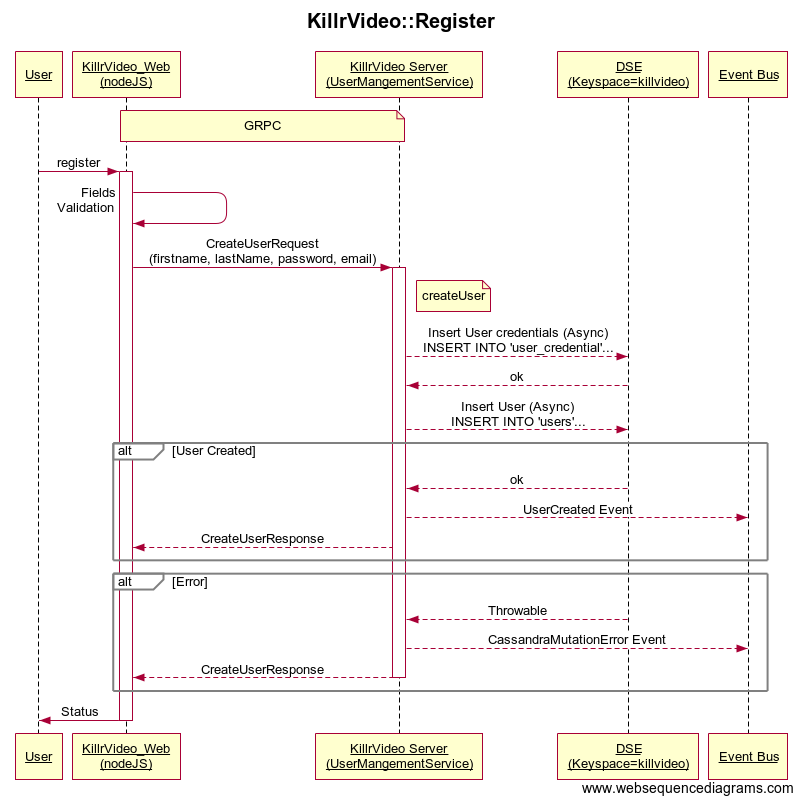 KillrVideo::Register
User
KillrVideo_Web
(nodeJS)
KillrVideo Server
(UserMangementService)
DSE
(Keyspace=killvideo)
Event Bus
GRPC
register
Fields
Validation
CreateUserRequest
(firstname, lastName, password, email)
createUser
Insert User credentials (Async)
INSERT INTO 'user_credential'...
ok
Insert User (Async)
INSERT INTO 'users'...
alt
[User Created]
ok
UserCreated Event
CreateUserResponse
alt
[Error]
Throwable
CassandraMutationError Event
CreateUserResponse
Status
User
KillrVideo_Web
(nodeJS)
KillrVideo Server
(UserMangementService)
DSE
(Keyspace=killvideo)
Event Bus
www.websequencediagrams.com